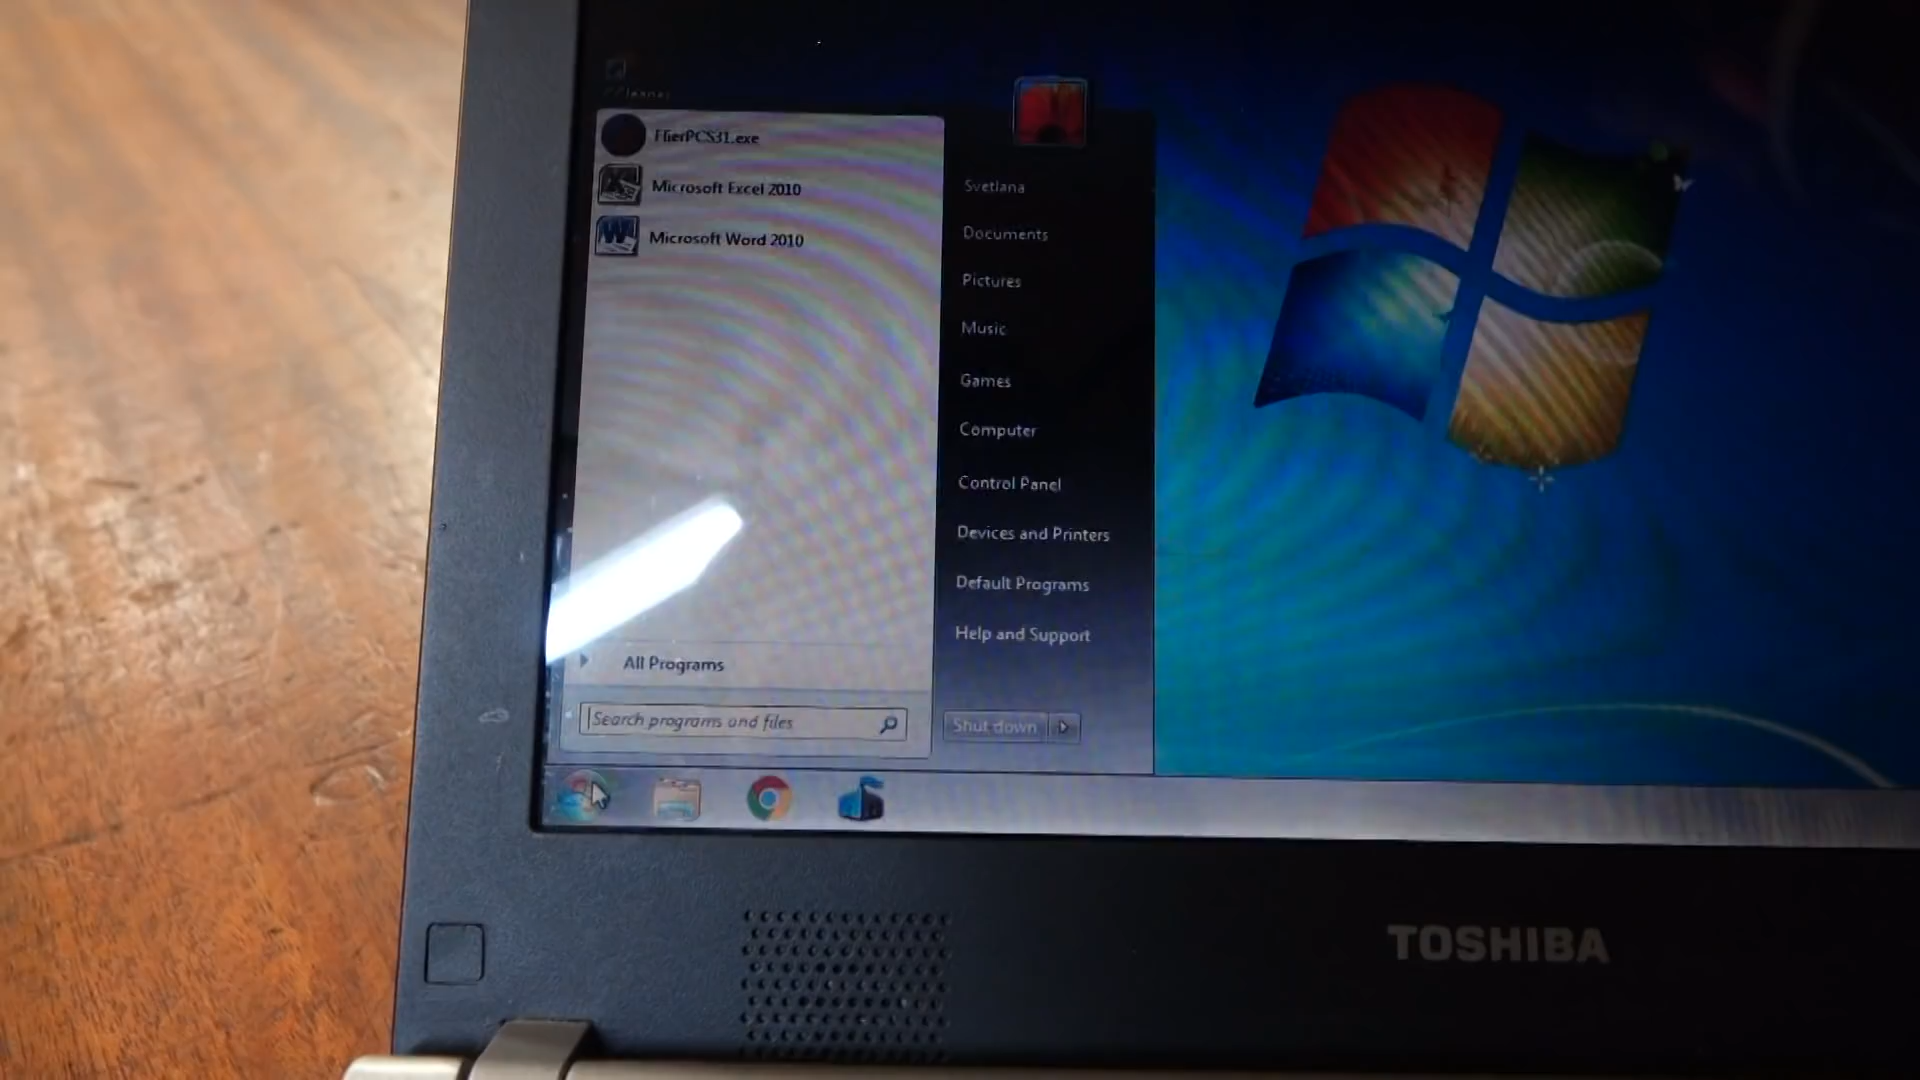 FlierPCS31.exe
Microsoft Excel 2010
Microsoft Word 2010
All Programs
Search programs and files
Svetlana
Documents
Pictures
Music
Games
Computer
Control Panel
Devices and Printers
Default Programs
Help and Support
Shut down
TOSHIBA